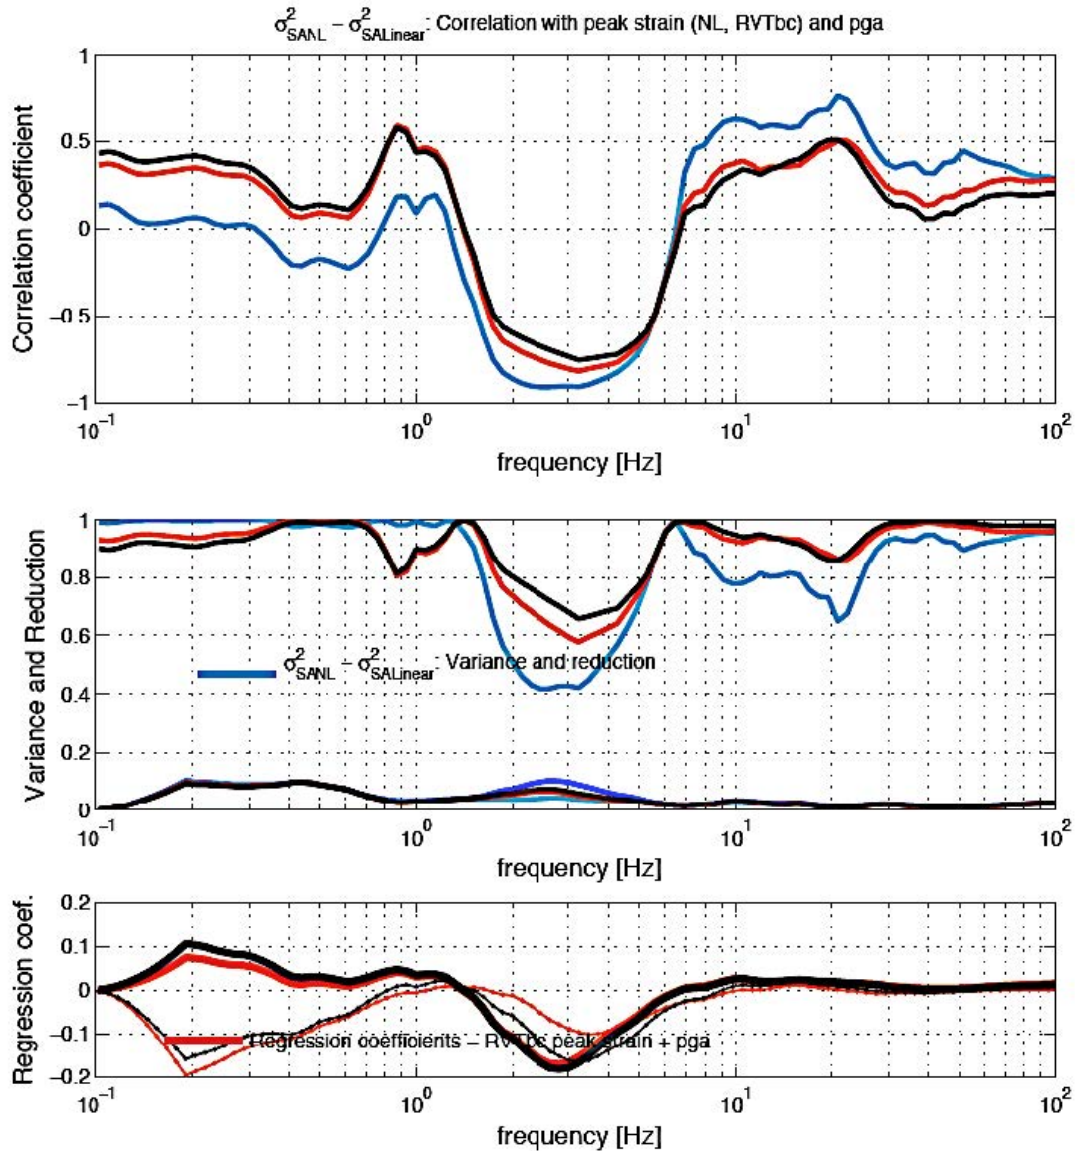 σ²SANL − σ²SALinear: Correlation with peak strain (NL, RVTbc) and pga
Correlation coefficient
1
0.5
0
−0.5
−1
10⁻¹ 10⁰ 10¹ 10²
frequency [Hz]
Variance and Reduction
1
0.8
0.6
0.4
0.2
0
σ²SANL − σ²SALinear: Variance and reduction
10⁻¹ 10⁰ 10¹ 10²
frequency [Hz]
Regression coef.
0.2
0.1
0
−0.1
−0.2
Regression coefficients − RVTbc peak strain + pga
10⁻¹ 10⁰ 10¹ 10²
frequency [Hz]